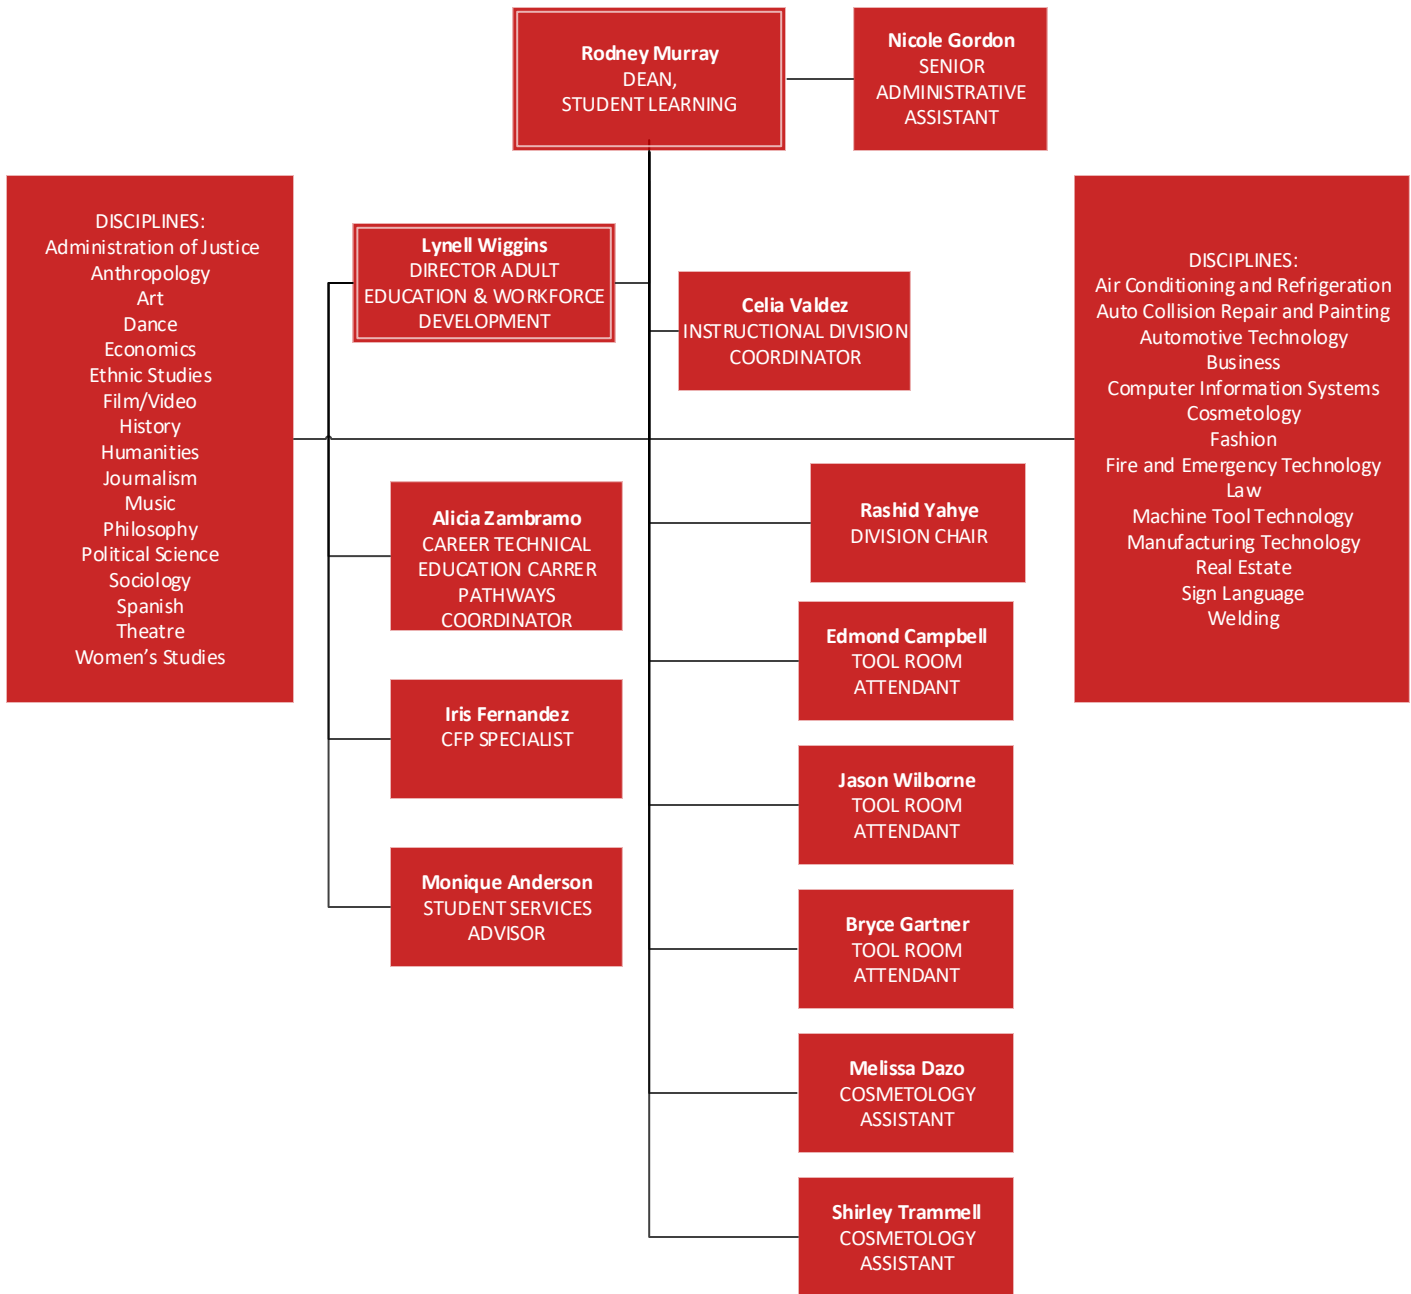 Rodney Murray
DEAN,
STUDENT LEARNING
Nicole Gordon
SENIOR
ADMINISTRATIVE
ASSISTANT
DISCIPLINES:
Administration of Justice
Anthropology
Art
Dance
Economics
Ethnic Studies
Film/Video
History
Humanities
Journalism
Music
Philosophy
Political Science
Sociology
Spanish
Theatre
Women’s Studies
Lynell Wiggins
DIRECTOR ADULT
EDUCATION & WORKFORCE
DEVELOPMENT
Celia Valdez
INSTRUCTIONAL DIVISION
COORDINATOR
DISCIPLINES:
Air Conditioning and Refrigeration
Auto Collision Repair and Painting
Automotive Technology
Business
Computer Information Systems
Cosmetology
Fashion
Fire and Emergency Technology
Law
Machine Tool Technology
Manufacturing Technology
Real Estate
Sign Language
Welding
Alicia Zambramo
CAREER TECHNICAL
EDUCATION CARRER
PATHWAYS
COORDINATOR
Iris Fernandez
CFP SPECIALIST
Monique Anderson
STUDENT SERVICES
ADVISOR
Rashid Yahye
DIVISION CHAIR
Edmond Campbell
TOOL ROOM
ATTENDANT
Jason Wilborne
TOOL ROOM
ATTENDANT
Bryce Gartner
TOOL ROOM
ATTENDANT
Melissa Dazo
COSMETOLOGY
ASSISTANT
Shirley Trammell
COSMETOLOGY
ASSISTANT